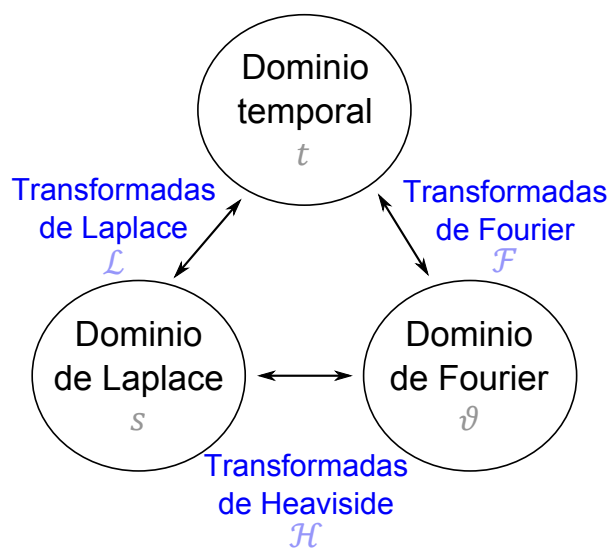 Dominio
temporal
t
Transformadas
de Laplace
ℒ
Transformadas
de Fourier
ℱ
Dominio
de Laplace
s
Dominio
de Fourier
ϑ
Transformadas
de Heaviside
ℋ